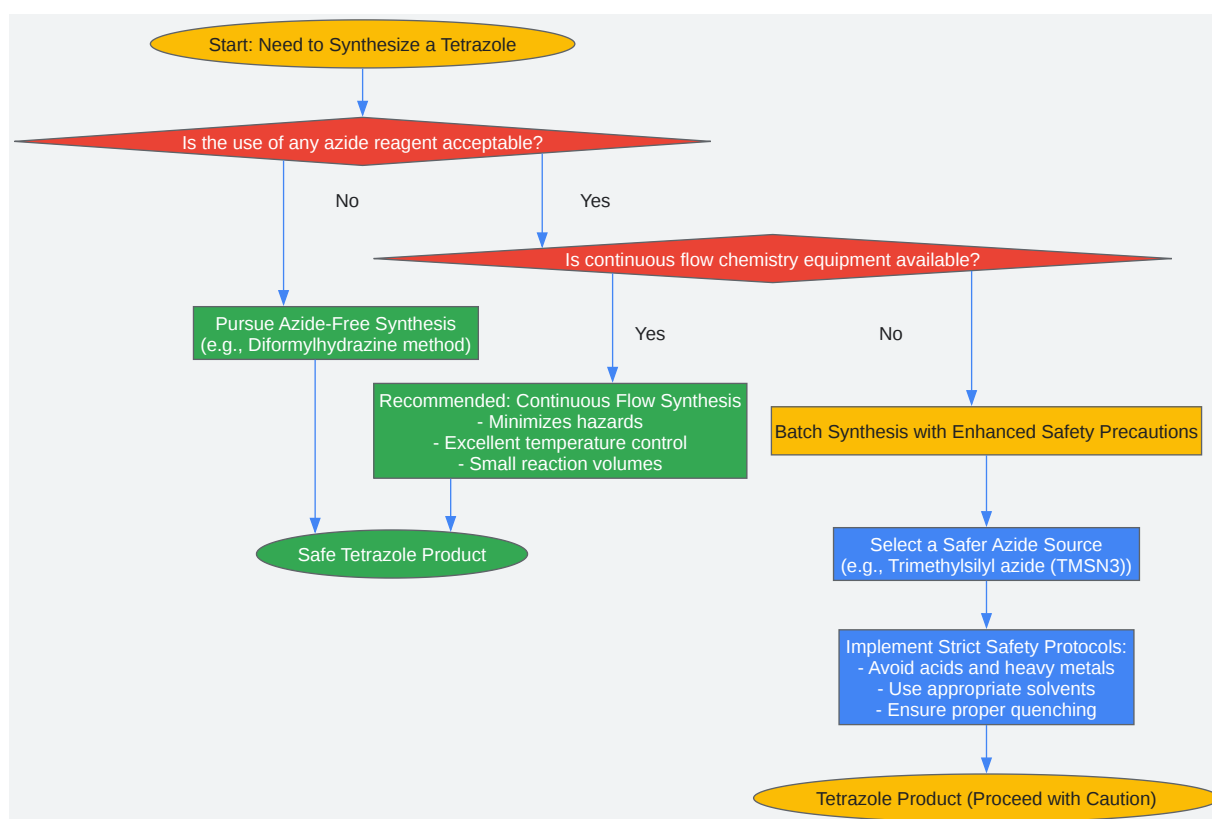 Start: Need to Synthesize a Tetrazole
Is the use of any azide reagent acceptable?
No
Yes
Is continuous flow chemistry equipment available?
Pursue Azide-Free Synthesis
(e.g., Diformylhydrazine method)
Yes
No
Recommended: Continuous Flow Synthesis
- Minimizes hazards
- Excellent temperature control
- Small reaction volumes
Batch Synthesis with Enhanced Safety Precautions
Safe Tetrazole Product
Select a Safer Azide Source
(e.g., Trimethylsilyl azide (TMSN3))
Implement Strict Safety Protocols:
- Avoid acids and heavy metals
- Use appropriate solvents
- Ensure proper quenching
Tetrazole Product (Proceed with Caution)